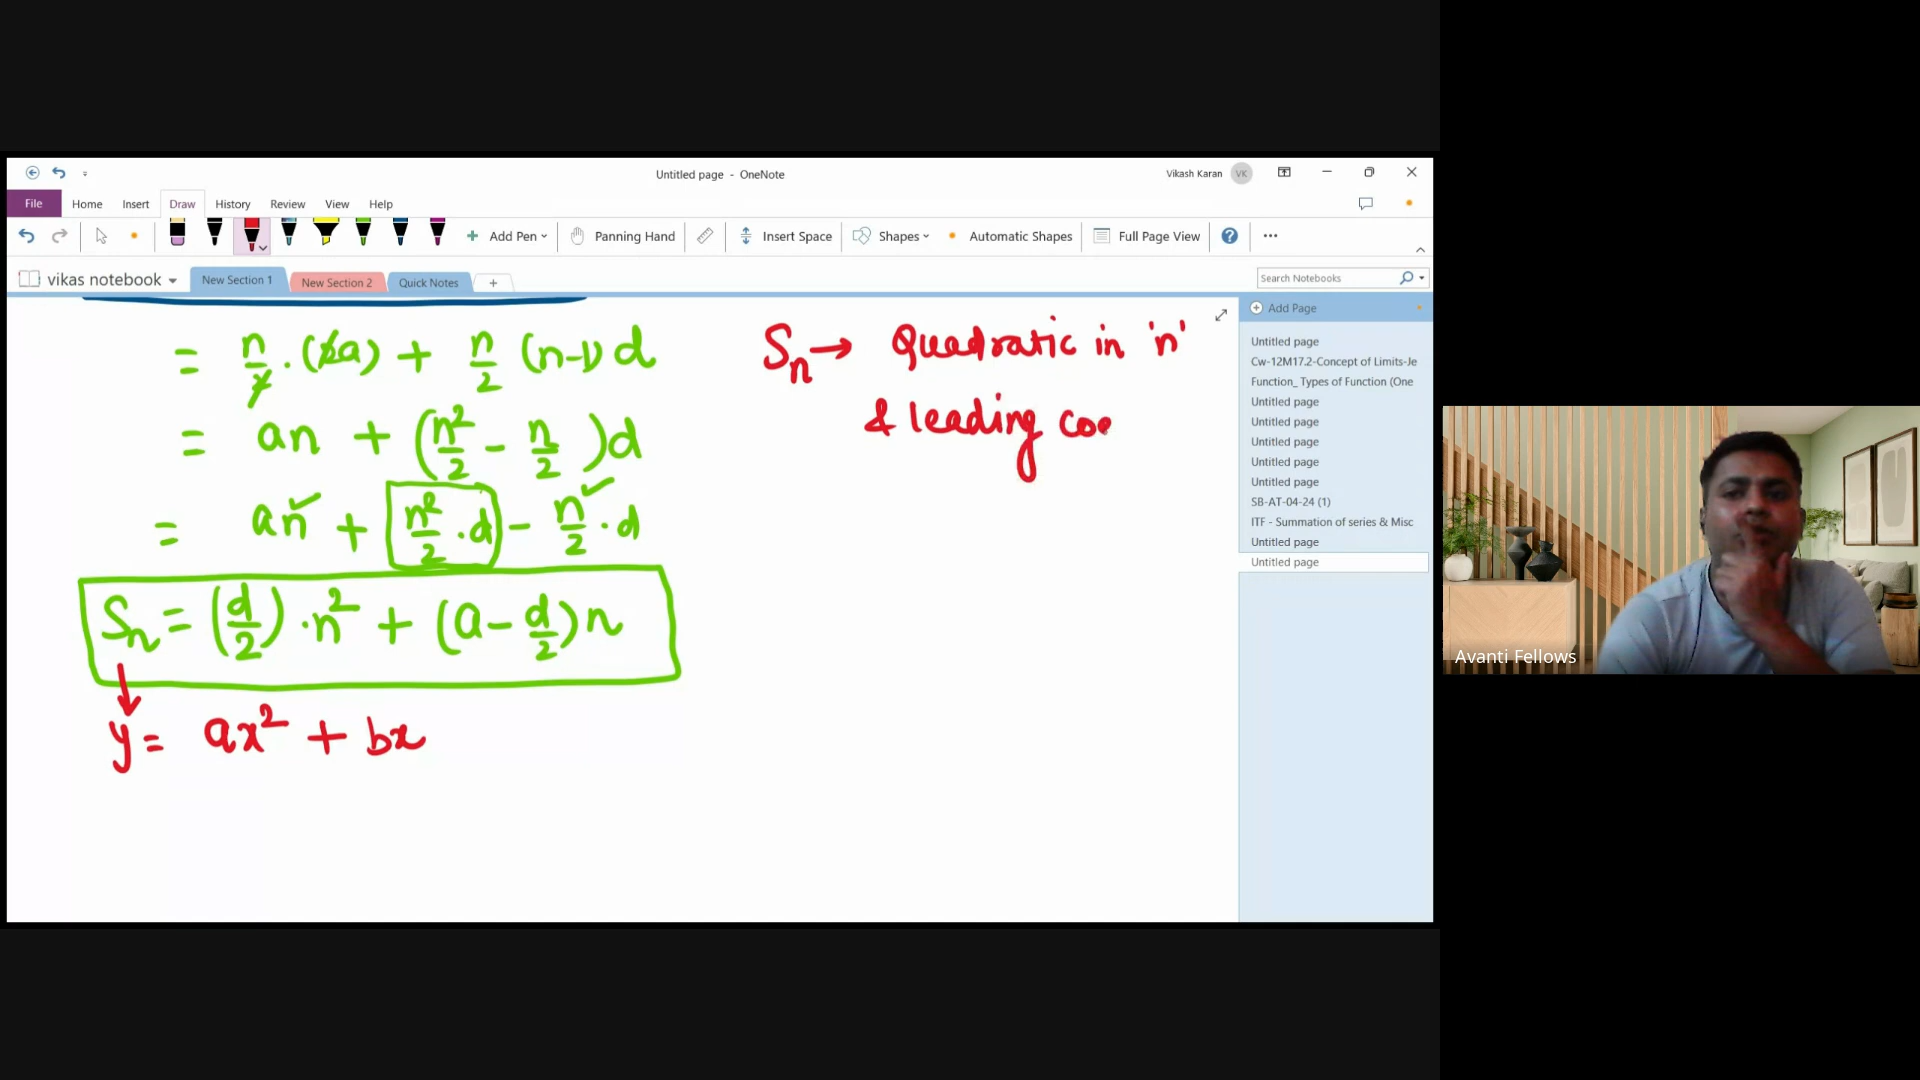 Untitled page - OneNote
Vikash Karan VK
File Home Insert Draw History Review View Help
Add Pen Panning Hand Insert Space Shapes Automatic Shapes Full Page View
vikas notebook New Section 1 New Section 2 Quick Notes + Search Notebooks
Add Page
Untitled page
Cw-12M17.2-Concept of Limits-Je
Function_ Types of Function (One
Untitled page
Untitled page
Untitled page
Untitled page
Untitled page
SB-AT-04-24 (1)
ITF - Summation of series & Misc
Untitled page
Untitled page
= n/2 . (2a) + n/2 (n-1) d
= an + (n²/2 - n/2) d
= an + n²/2 . d - n/2 . d
Sn = (d/2) . n² + (a - d/2) n
y = ax² + bx
Sn → Quadratic in 'n'
& leading coe
Avanti Fellows